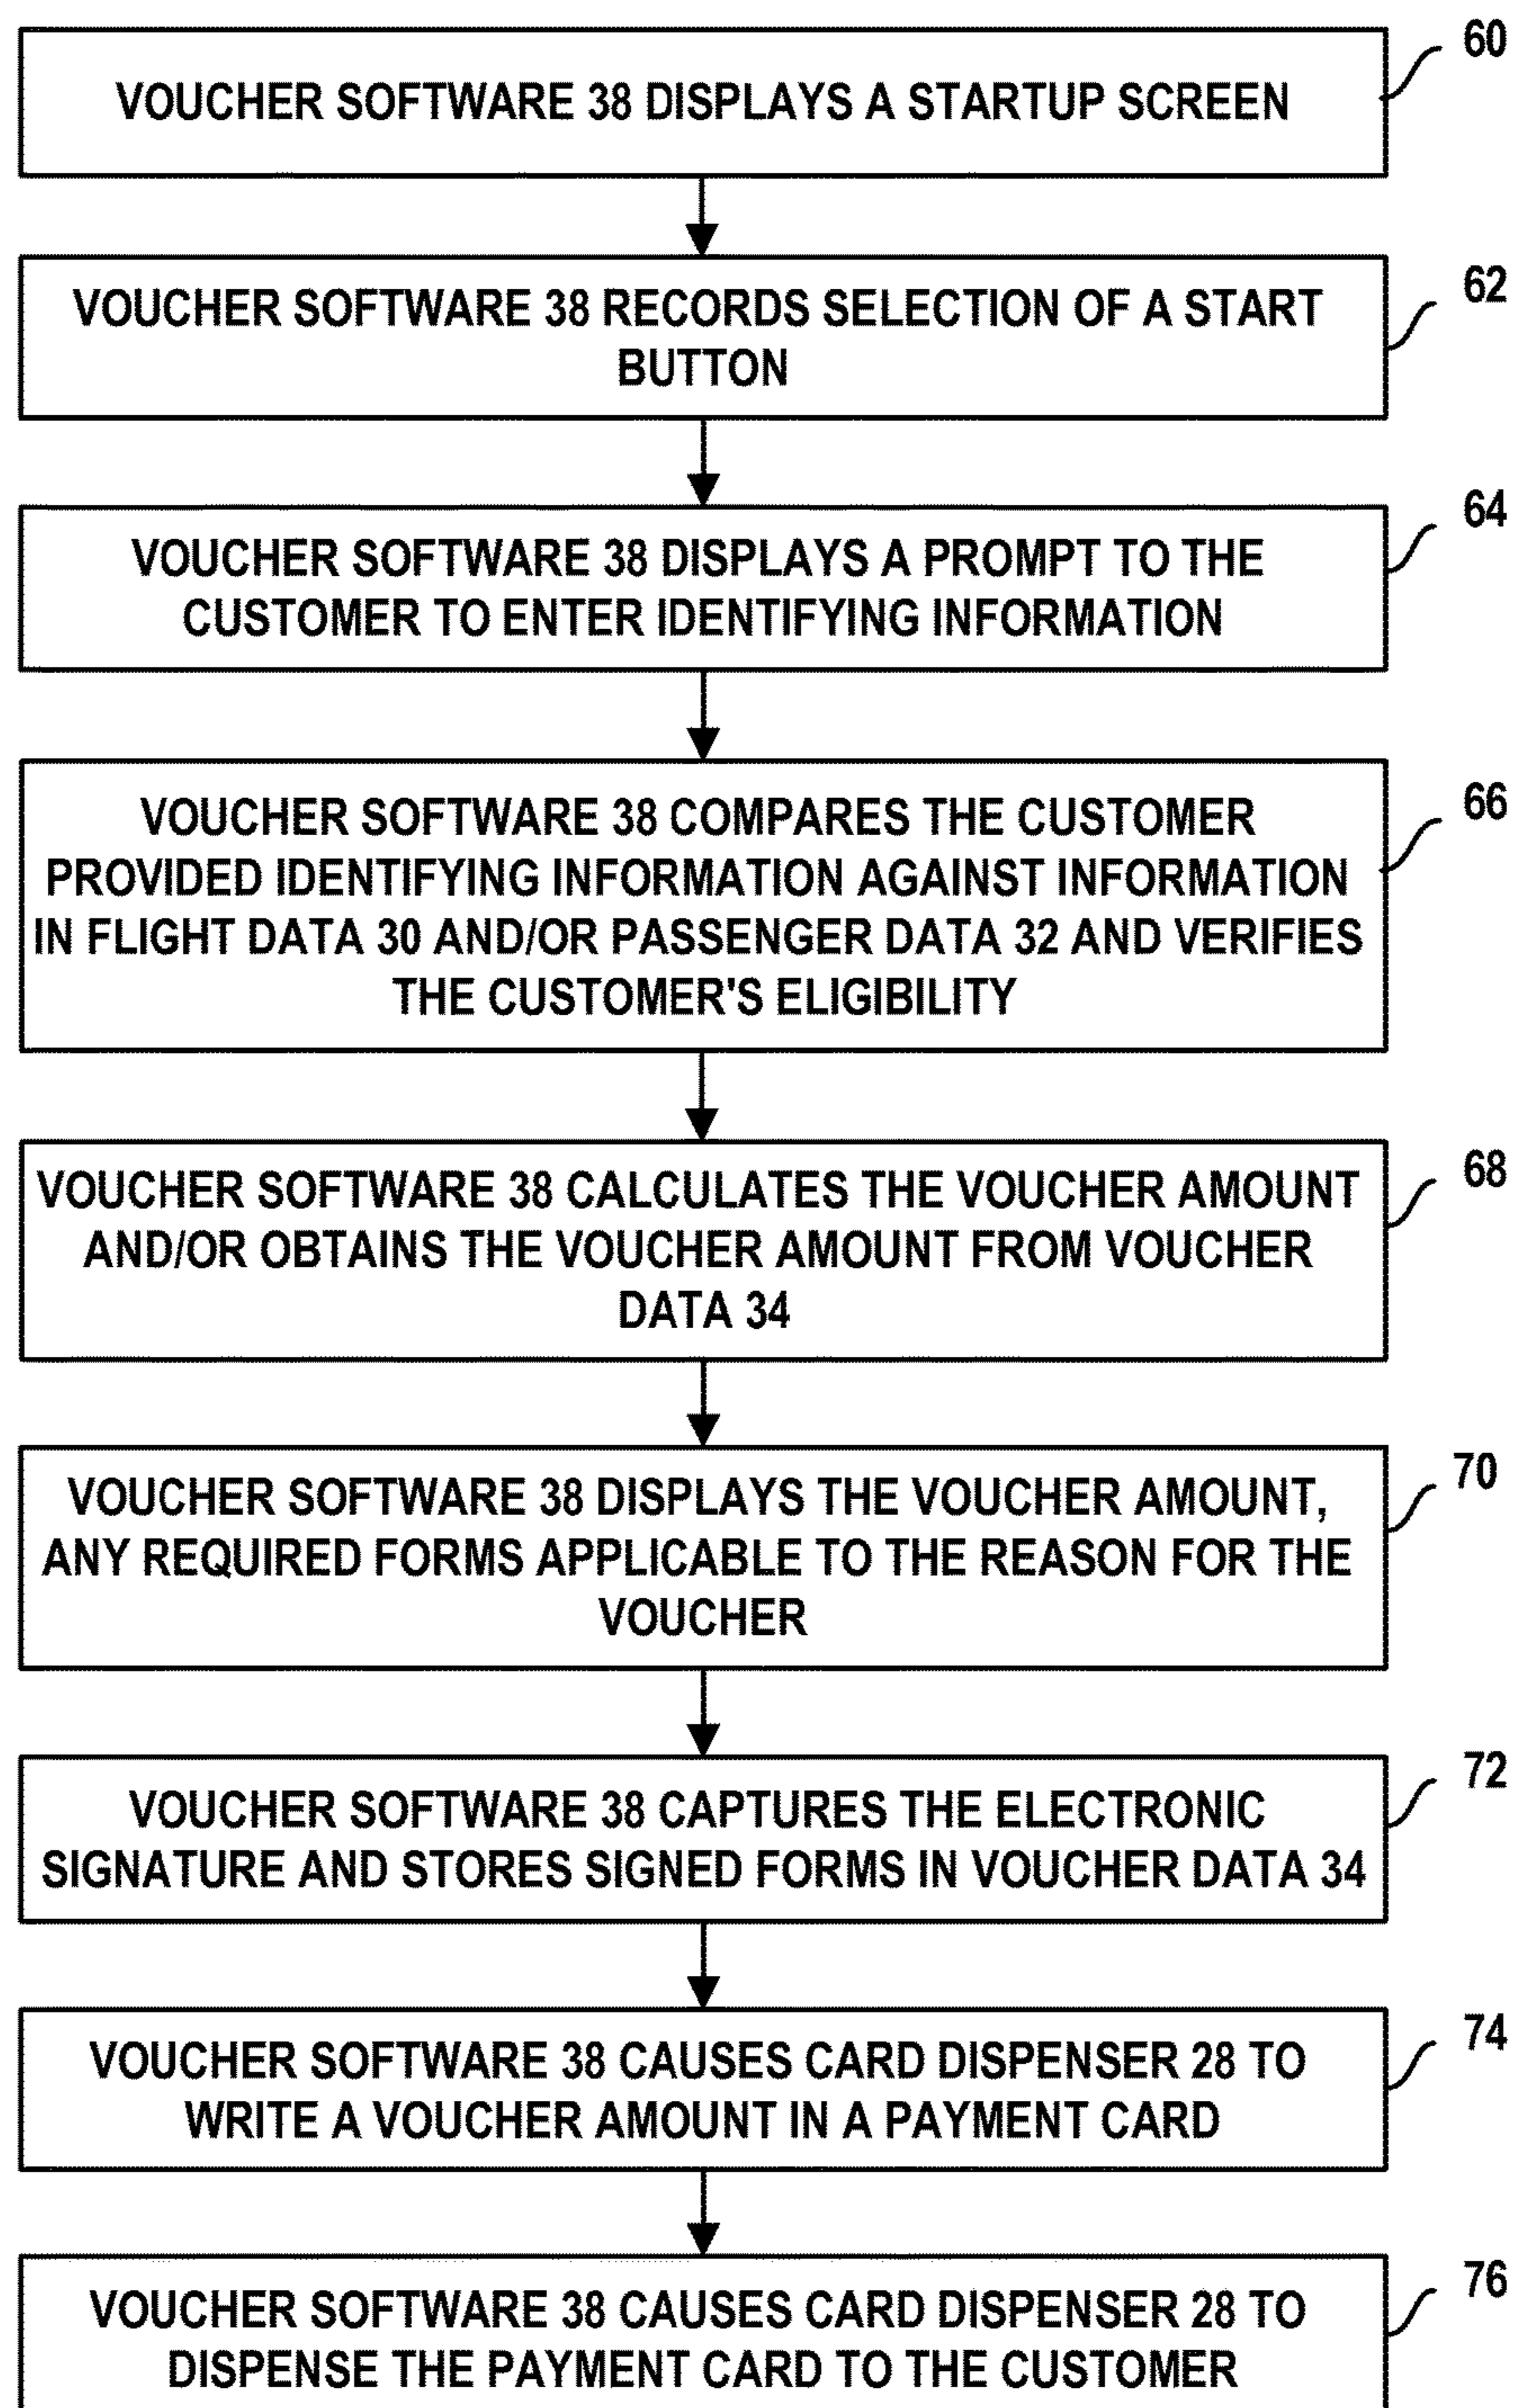 60
VOUCHER SOFTWARE 38 DISPLAYS A STARTUP SCREEN
62
VOUCHER SOFTWARE 38 RECORDS SELECTION OF A START
BUTTON
64
VOUCHER SOFTWARE 38 DISPLAYS A PROMPT TO THE
CUSTOMER TO ENTER IDENTIFYING INFORMATION
66
VOUCHER SOFTWARE 38 COMPARES THE CUSTOMER
PROVIDED IDENTIFYING INFORMATION AGAINST INFORMATION
IN FLIGHT DATA 30 AND/OR PASSENGER DATA 32 AND VERIFIES
THE CUSTOMER'S ELIGIBILITY
68
VOUCHER SOFTWARE 38 CALCULATES THE VOUCHER AMOUNT
AND/OR OBTAINS THE VOUCHER AMOUNT FROM VOUCHER
DATA 34
70
VOUCHER SOFTWARE 38 DISPLAYS THE VOUCHER AMOUNT,
ANY REQUIRED FORMS APPLICABLE TO THE REASON FOR THE
VOUCHER
72
VOUCHER SOFTWARE 38 CAPTURES THE ELECTRONIC
SIGNATURE AND STORES SIGNED FORMS IN VOUCHER DATA 34
74
VOUCHER SOFTWARE 38 CAUSES CARD DISPENSER 28 TO
WRITE A VOUCHER AMOUNT IN A PAYMENT CARD
76
VOUCHER SOFTWARE 38 CAUSES CARD DISPENSER 28 TO
DISPENSE THE PAYMENT CARD TO THE CUSTOMER